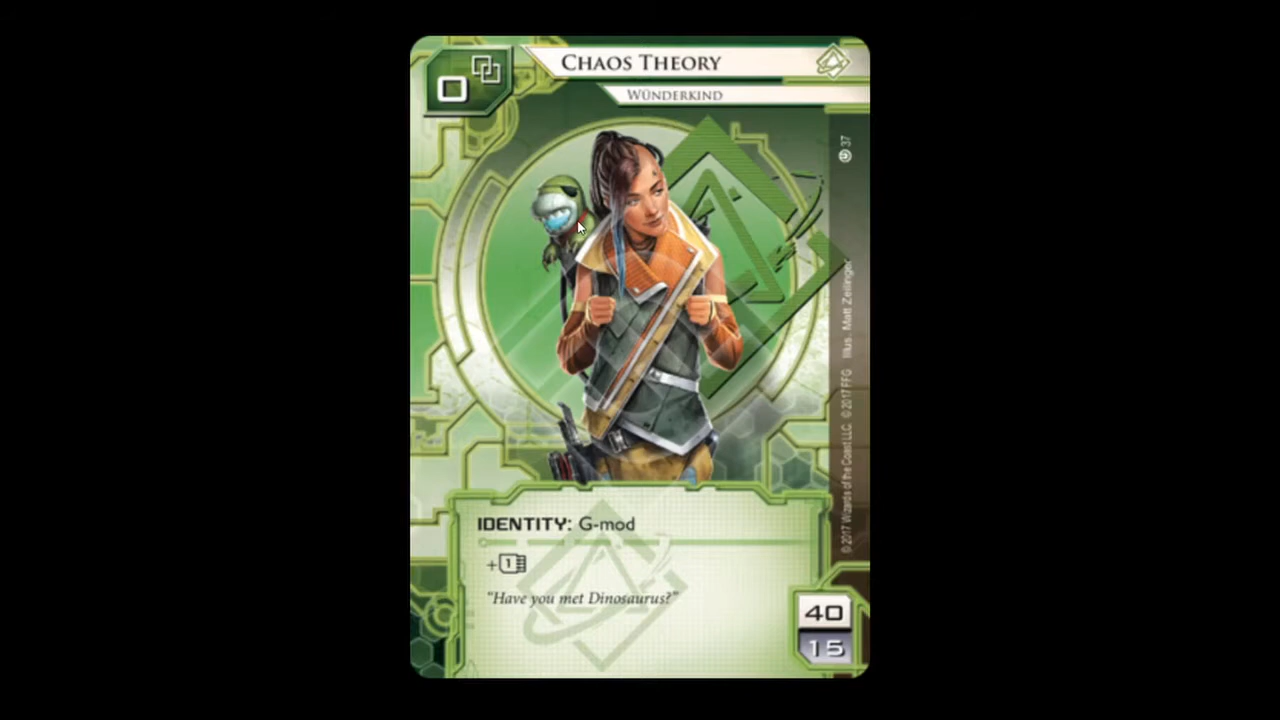 0
CHAOS THEORY
WÜNDERKIND
37
Illus. Matt Zeilinger
©2017 Wizards of the Coast LLC. ©2017 FFG
IDENTITY: G-mod
+1
"Have you met Dinosaurus?"
40
15